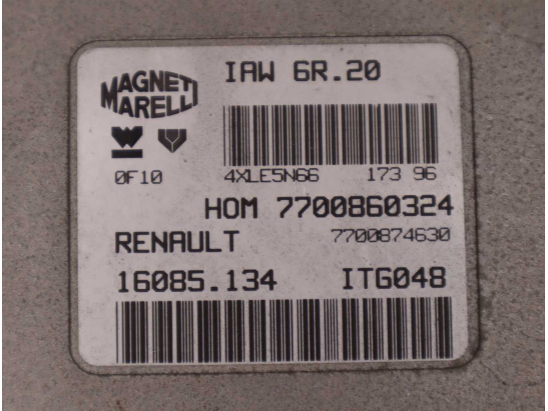 IAW 6R.20
MAGNETI
MARELLI
0F10
4XLE5N66 173 96
HOM 7700860324
RENAULT 7700874630
16085.134 ITG048